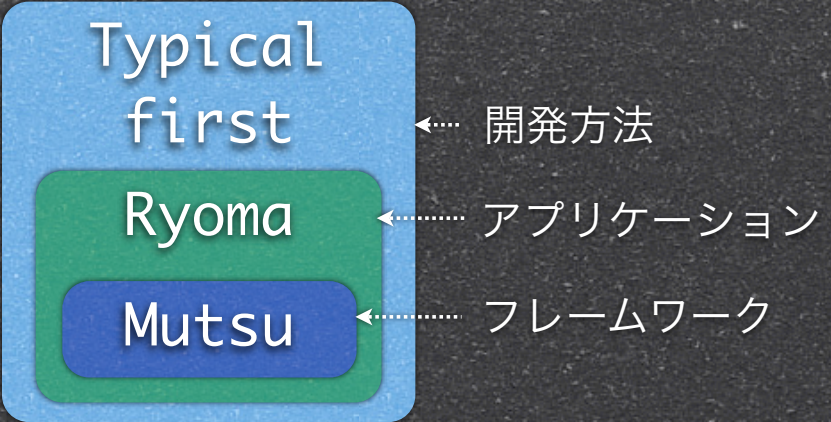 Typical
first
開発方法
Ryoma
アプリケーション
Mutsu
フレームワーク